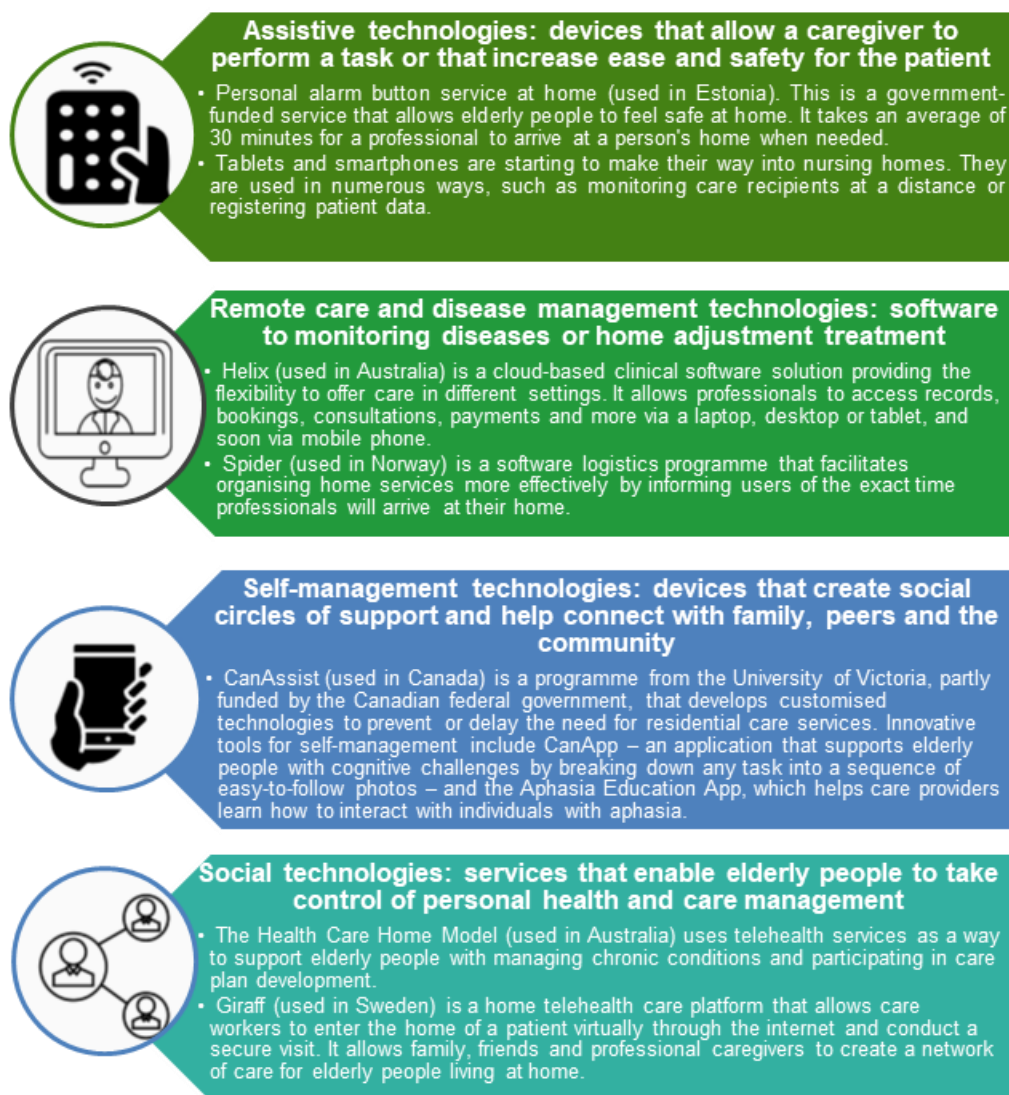 Assistive technologies: devices that allow a caregiver to
perform a task or that increase ease and safety for the patient
• Personal alarm button service at home (used in Estonia). This is a government-
funded service that allows elderly people to feel safe at home. It takes an average of
30 minutes for a professional to arrive at a person's home when needed.
• Tablets and smartphones are starting to make their way into nursing homes. They
are used in numerous ways, such as monitoring care recipients at a distance or
registering patient data.
Remote care and disease management technologies: software
to monitoring diseases or home adjustment treatment
• Helix (used in Australia) is a cloud-based clinical software solution providing the
flexibility to offer care in different settings. It allows professionals to access records,
bookings, consultations, payments and more via a laptop, desktop or tablet, and
soon via mobile phone.
• Spider (used in Norway) is a software logistics programme that facilitates
organising home services more effectively by informing users of the exact time
professionals will arrive at their home.
Self-management technologies: devices that create social
circles of support and help connect with family, peers and the
community
• CanAssist (used in Canada) is a programme from the University of Victoria, partly
funded by the Canadian federal government, that develops customised
technologies to prevent or delay the need for residential care services. Innovative
tools for self-management include CanApp – an application that supports elderly
people with cognitive challenges by breaking down any task into a sequence of
easy-to-follow photos – and the Aphasia Education App, which helps care providers
learn how to interact with individuals with aphasia.
Social technologies: services that enable elderly people to take
control of personal health and care management
• The Health Care Home Model (used in Australia) uses telehealth services as a way
to support elderly people with managing chronic conditions and participating in care
plan development.
• Giraff (used in Sweden) is a home telehealth care platform that allows care
workers to enter the home of a patient virtually through the internet and conduct a
secure visit. It allows family, friends and professional caregivers to create a network
of care for elderly people living at home.